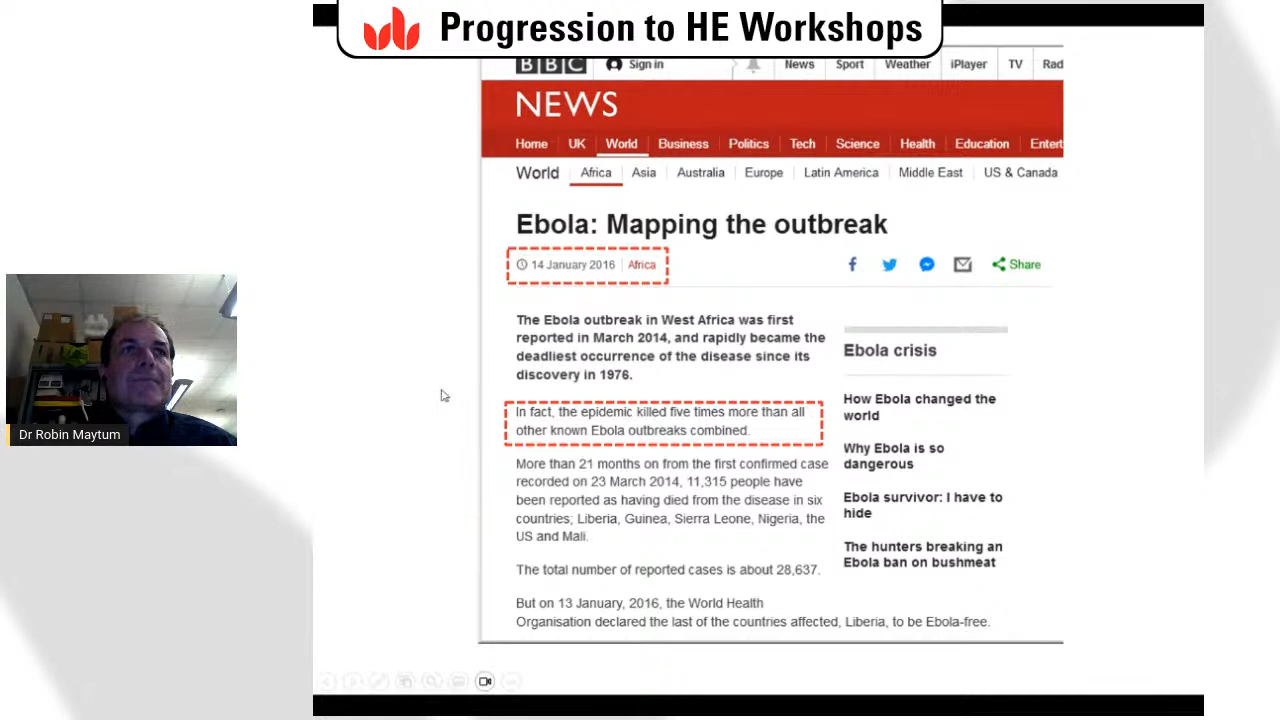 Progression to HE Workshops
BBC Sign in News Sport Weather iPlayer TV Rad
NEWS
Home UK World Business Politics Tech Science Health Education Entert
World Africa Asia Australia Europe Latin America Middle East US & Canada
Ebola: Mapping the outbreak
14 January 2016 Africa
Share
The Ebola outbreak in West Africa was first
reported in March 2014, and rapidly became the
deadliest occurrence of the disease since its
discovery in 1976.
In fact, the epidemic killed five times more than all
other known Ebola outbreaks combined.
More than 21 months on from the first confirmed case
recorded on 23 March 2014, 11,315 people have
been reported as having died from the disease in six
countries; Liberia, Guinea, Sierra Leone, Nigeria, the
US and Mali.
The total number of reported cases is about 28,637.
But on 13 January, 2016, the World Health
Organisation declared the last of the countries affected, Liberia, to be Ebola-free.
Ebola crisis
How Ebola changed the
world
Why Ebola is so
dangerous
Ebola survivor: I have to
hide
The hunters breaking an
Ebola ban on bushmeat
Dr Robin Maytum